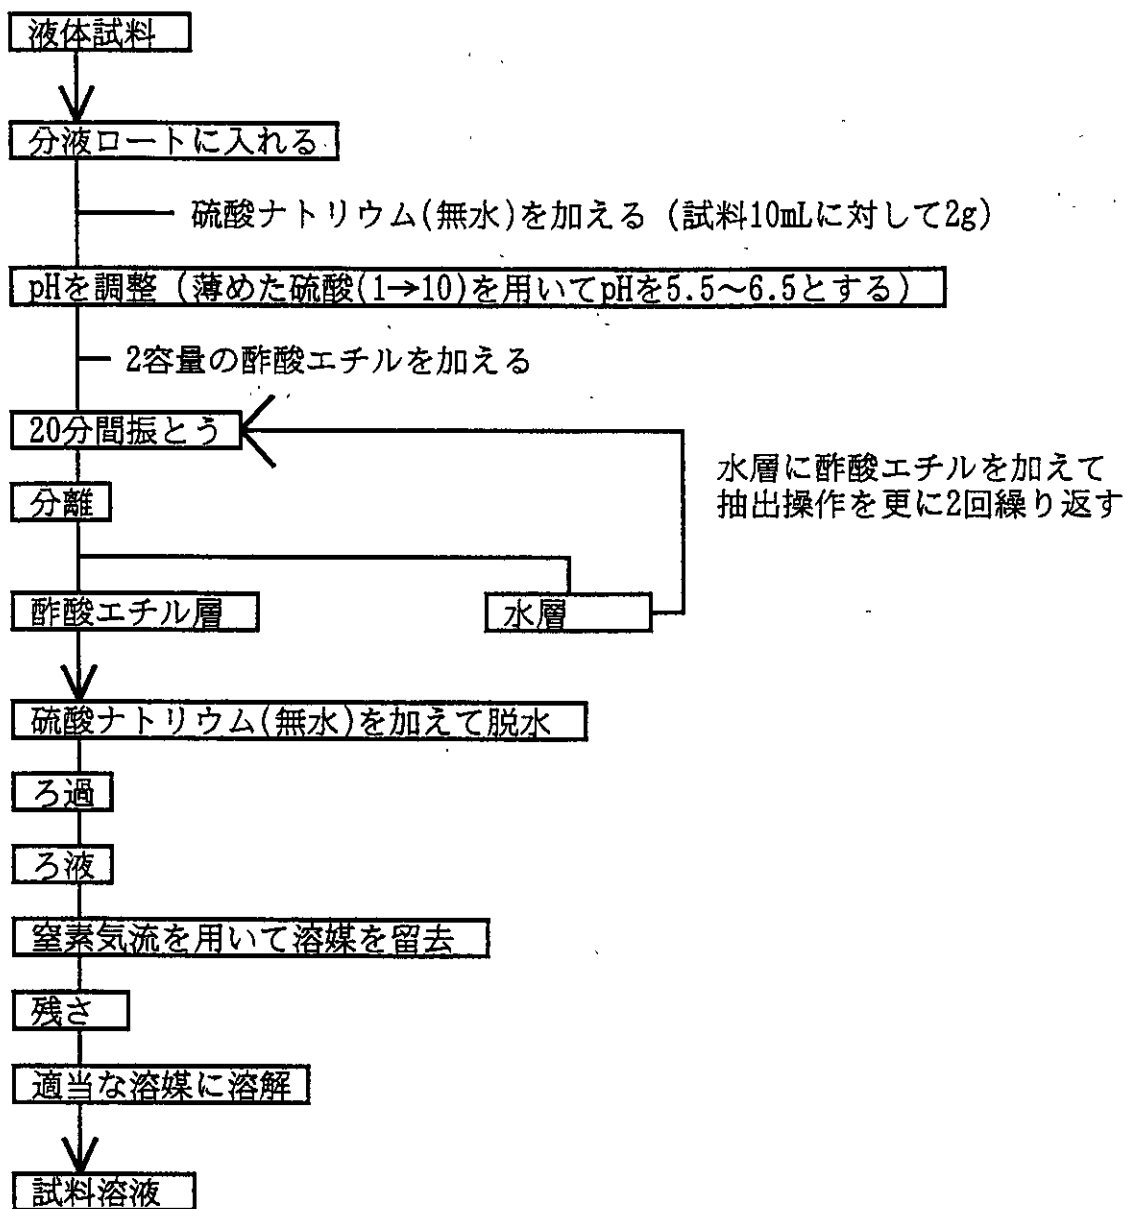 液体試料
分液ロートに入れる
硫酸ナトリウム(無水)を加える (試料10mLに対して2g)
pHを調整 (薄めた硫酸(1→10)を用いてpHを5.5～6.5とする)
2容量の酢酸エチルを加える
20分間振とう
水層に酢酸エチルを加えて
抽出操作を更に2回繰り返す
分離
酢酸エチル層
水層
硫酸ナトリウム(無水)を加えて脱水
ろ過
ろ液
窒素気流を用いて溶媒を留去
残さ
適当な溶媒に溶解
試料溶液